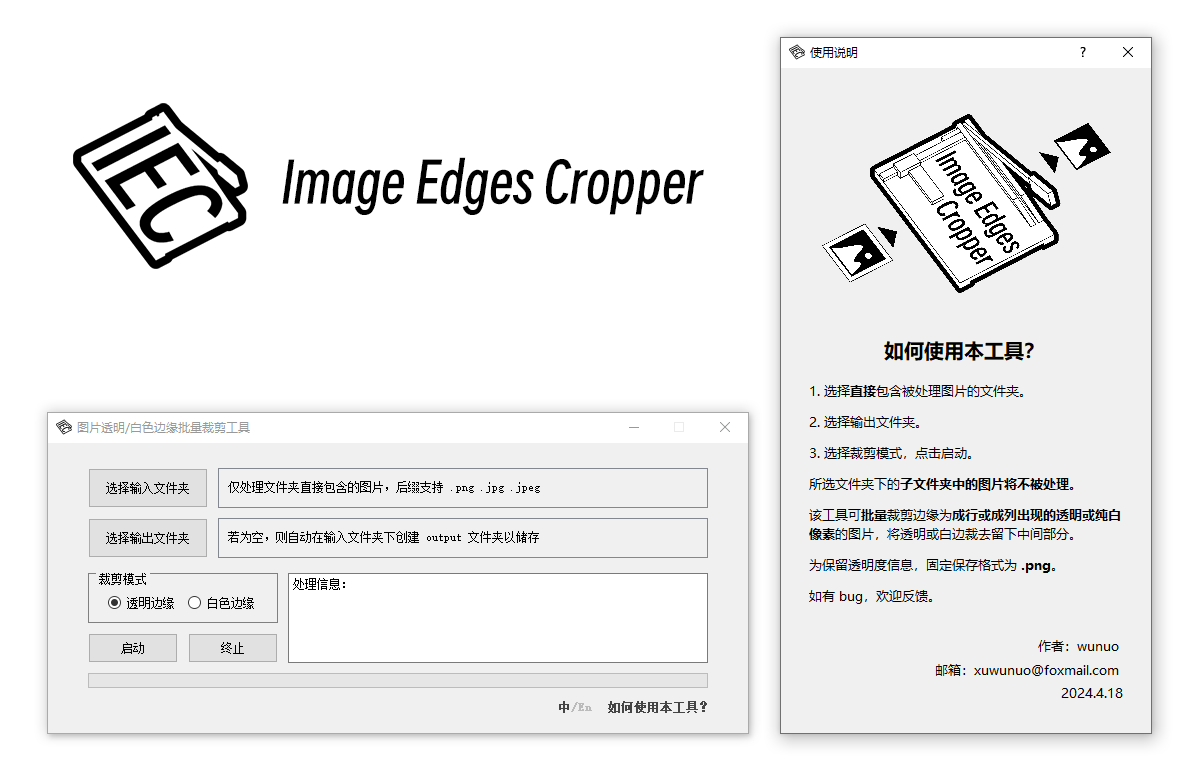 IEC
Image Edges Cropper
图片透明/白色边缘批量裁剪工具
选择输入文件夹
仅处理文件夹直接包含的图片，后缀支持 .png .jpg .jpeg
选择输出文件夹
若为空，则自动在输入文件夹下创建 output 文件夹以储存
裁剪模式
透明边缘 白色边缘
启动 终止
处理信息：
中/En 如何使用本工具？
使用说明
?
Image Edges
Cropper
如何使用本工具？
1. 选择直接包含被处理图片的文件夹。
2. 选择输出文件夹。
3. 选择裁剪模式，点击启动。
所选文件夹下的子文件夹中的图片将不被处理。
该工具可批量裁剪边缘为成行或成列出现的透明或纯白
像素的图片，将透明或白边裁去留下中间部分。
为保留透明度信息，固定保存格式为 .png。
如有 bug，欢迎反馈。
作者：wunuo
邮箱：xuwunuo@foxmail.com
2024.4.18